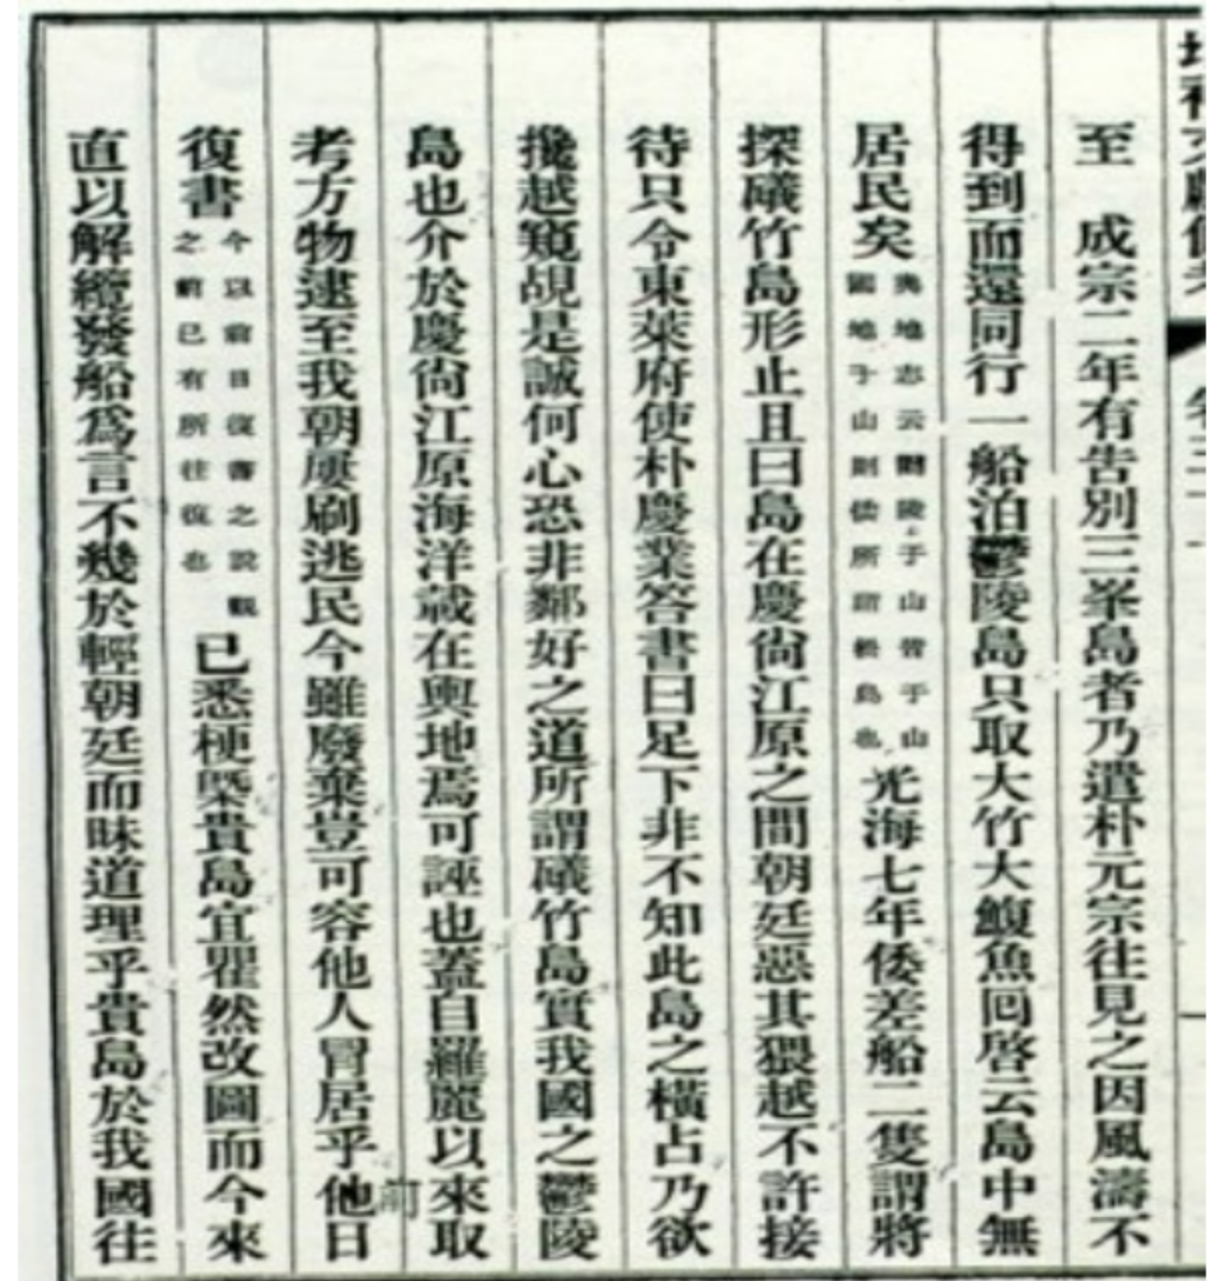 至 成宗二年有告別三峯島者乃遣朴元宗往見之因風濤不
得到而還同行一船泊鬱陵島只取大竹大鰒魚回啓云島中無
居民矣 輿地志云鬱陵于山皆于山國地于山則倭所謂松島也 光海七年倭差船二隻謂將
探礒竹島形止且曰島在慶尙江原之間朝廷惡其猥越不許接
待只令東萊府使朴慶業答書曰足下非不知此島之橫占乃欲
攙越窺覘是誠何心恐非鄰好之道所謂礒竹島實我國之鬱陵
島也介於慶尙江原海洋載在輿地焉可誣也蓋自羅麗以來取
前
考方物逮至我朝屢刷逃民今雖廢棄豈可容他人冒居乎他日
復書 今以前日復書之說觀之前已有所往復也 已悉梗槩貴島宜瞿然改圖而今來
直以解纜發船爲言不幾於輕朝廷而昧道理乎貴島於我國往